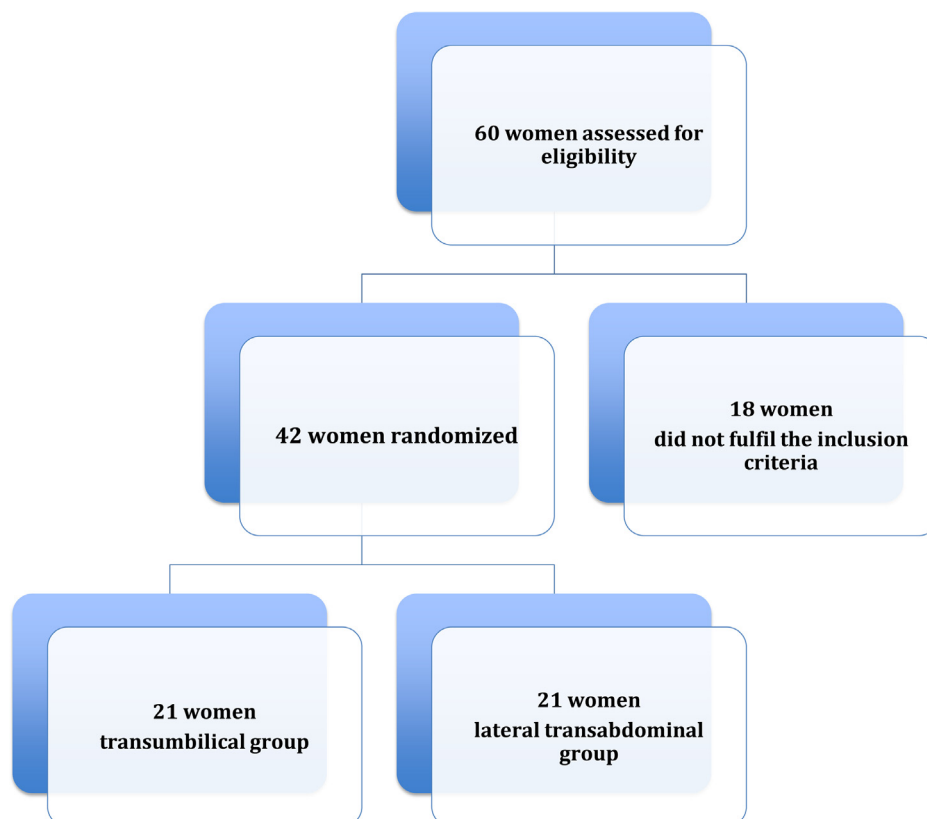 60 women assessed for
eligibility
42 women randomized
18 women
did not fulfil the inclusion
criteria
21 women
transumbilical group
21 women
lateral transabdominal
group